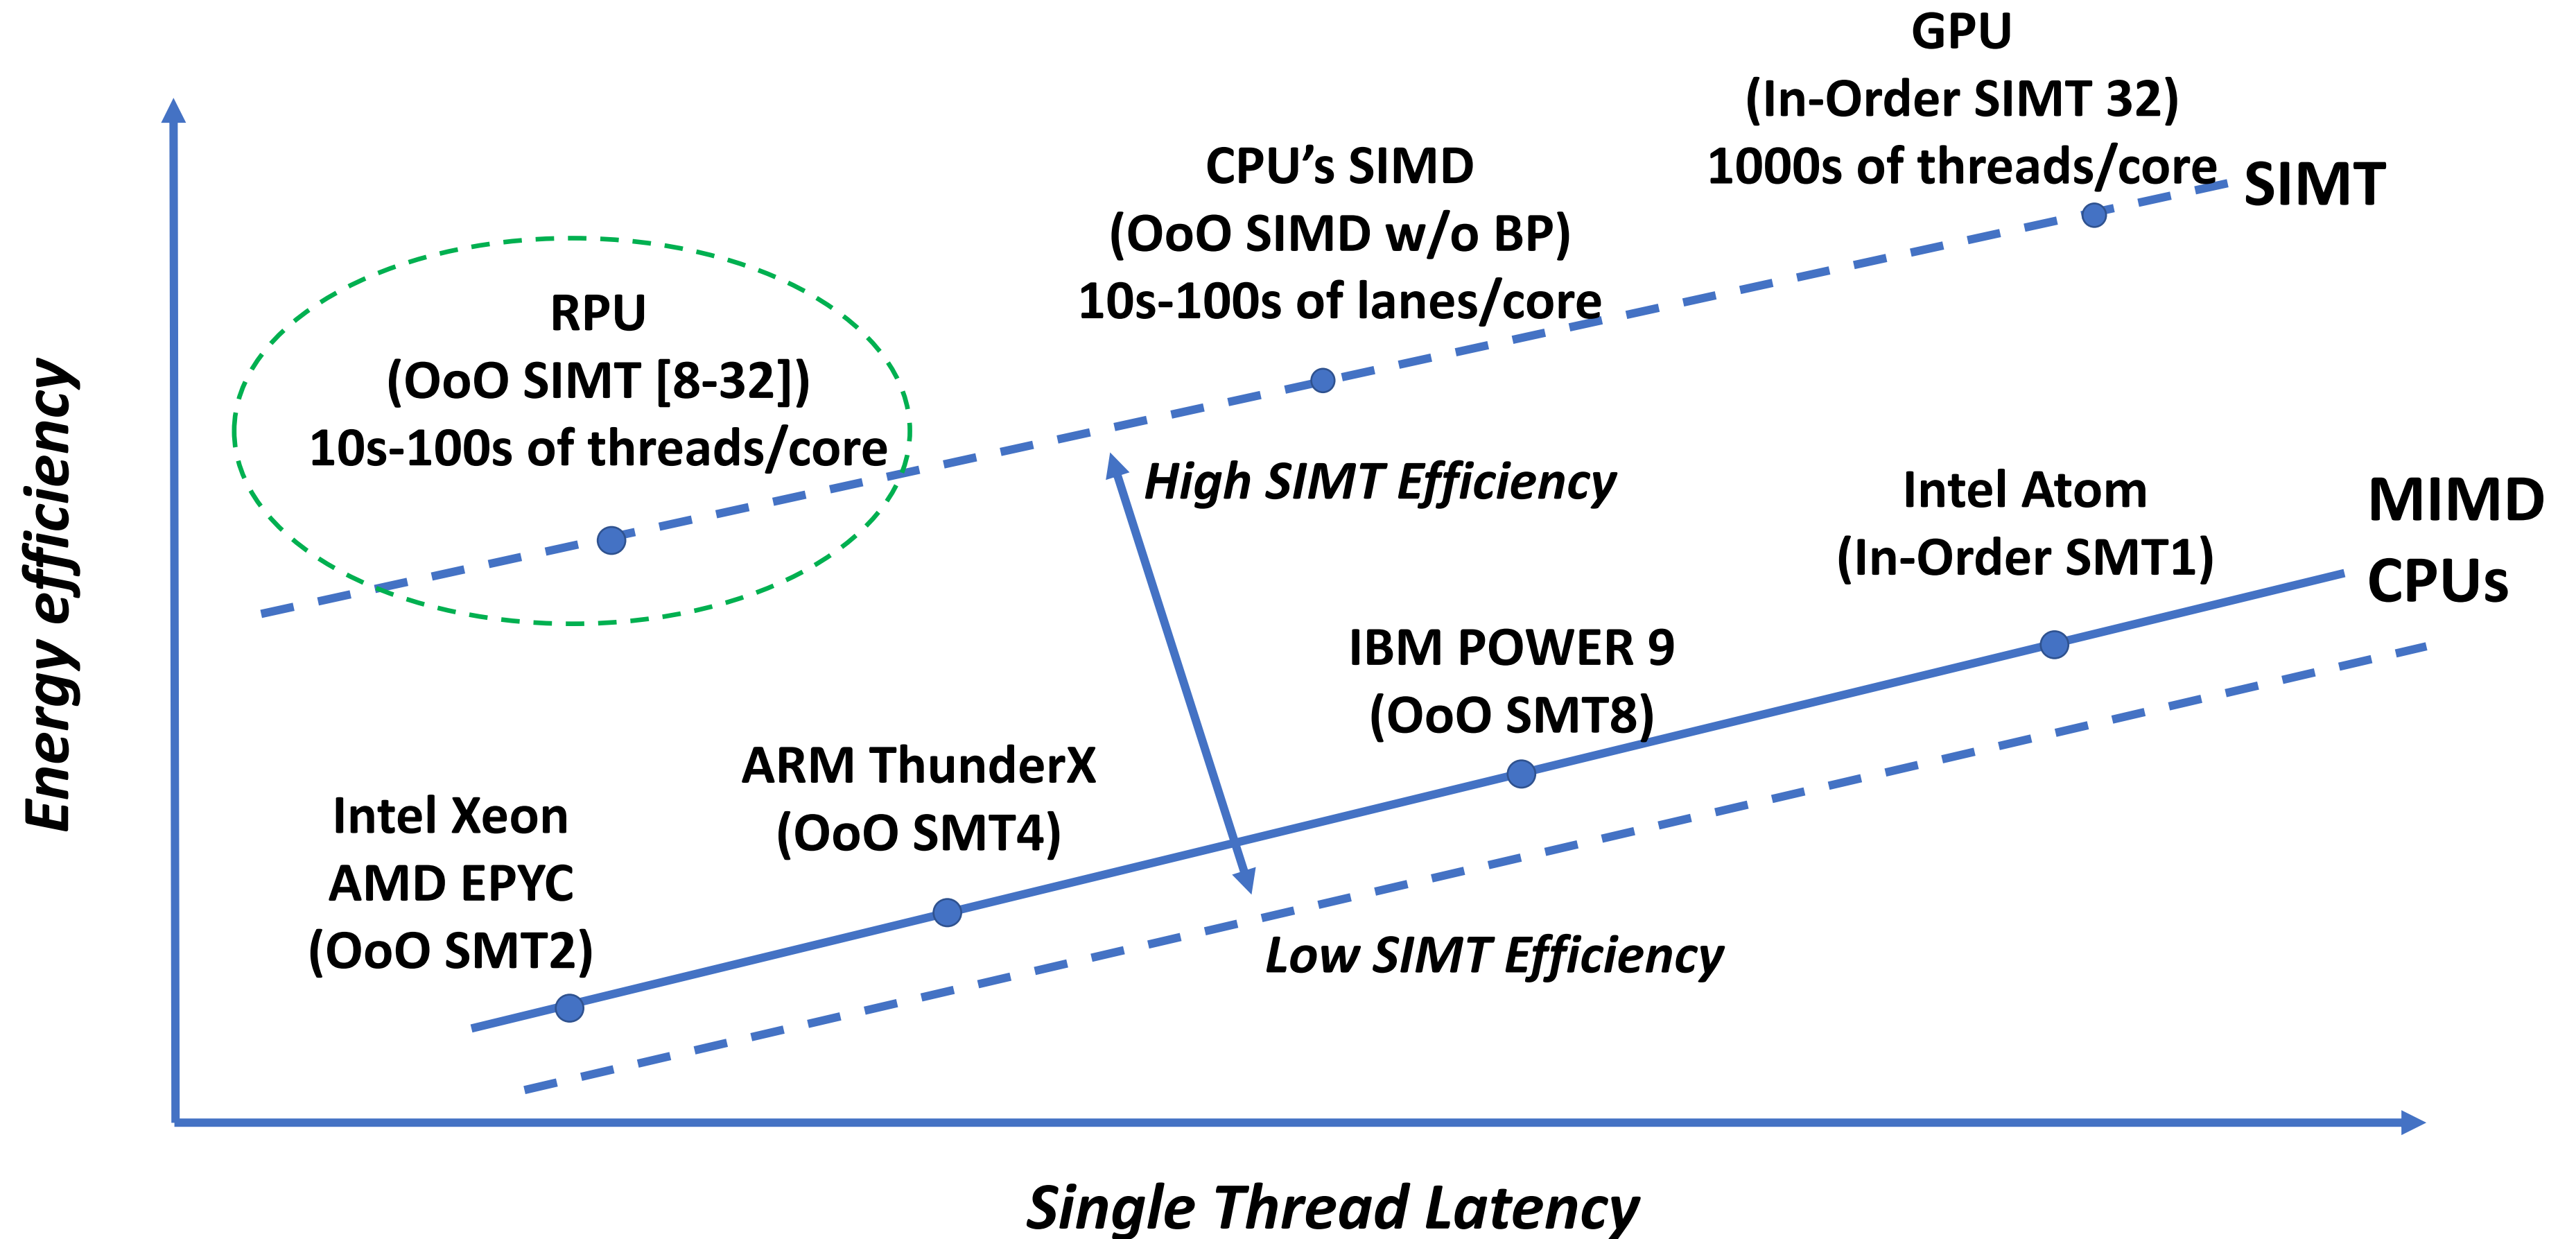 GPU
(In-Order SIMT 32)
1000s of threads/core
SIMT
CPU’s SIMD
(OoO SIMD w/o BP)
10s-100s of lanes/core
RPU
(OoO SIMT [8-32])
10s-100s of threads/core
High SIMT Efficiency
Intel Atom
(In-Order SMT1)
MIMD
CPUs
IBM POWER 9
(OoO SMT8)
ARM ThunderX
(OoO SMT4)
Intel Xeon
AMD EPYC
(OoO SMT2)
Low SIMT Efficiency
Energy efficiency
Single Thread Latency